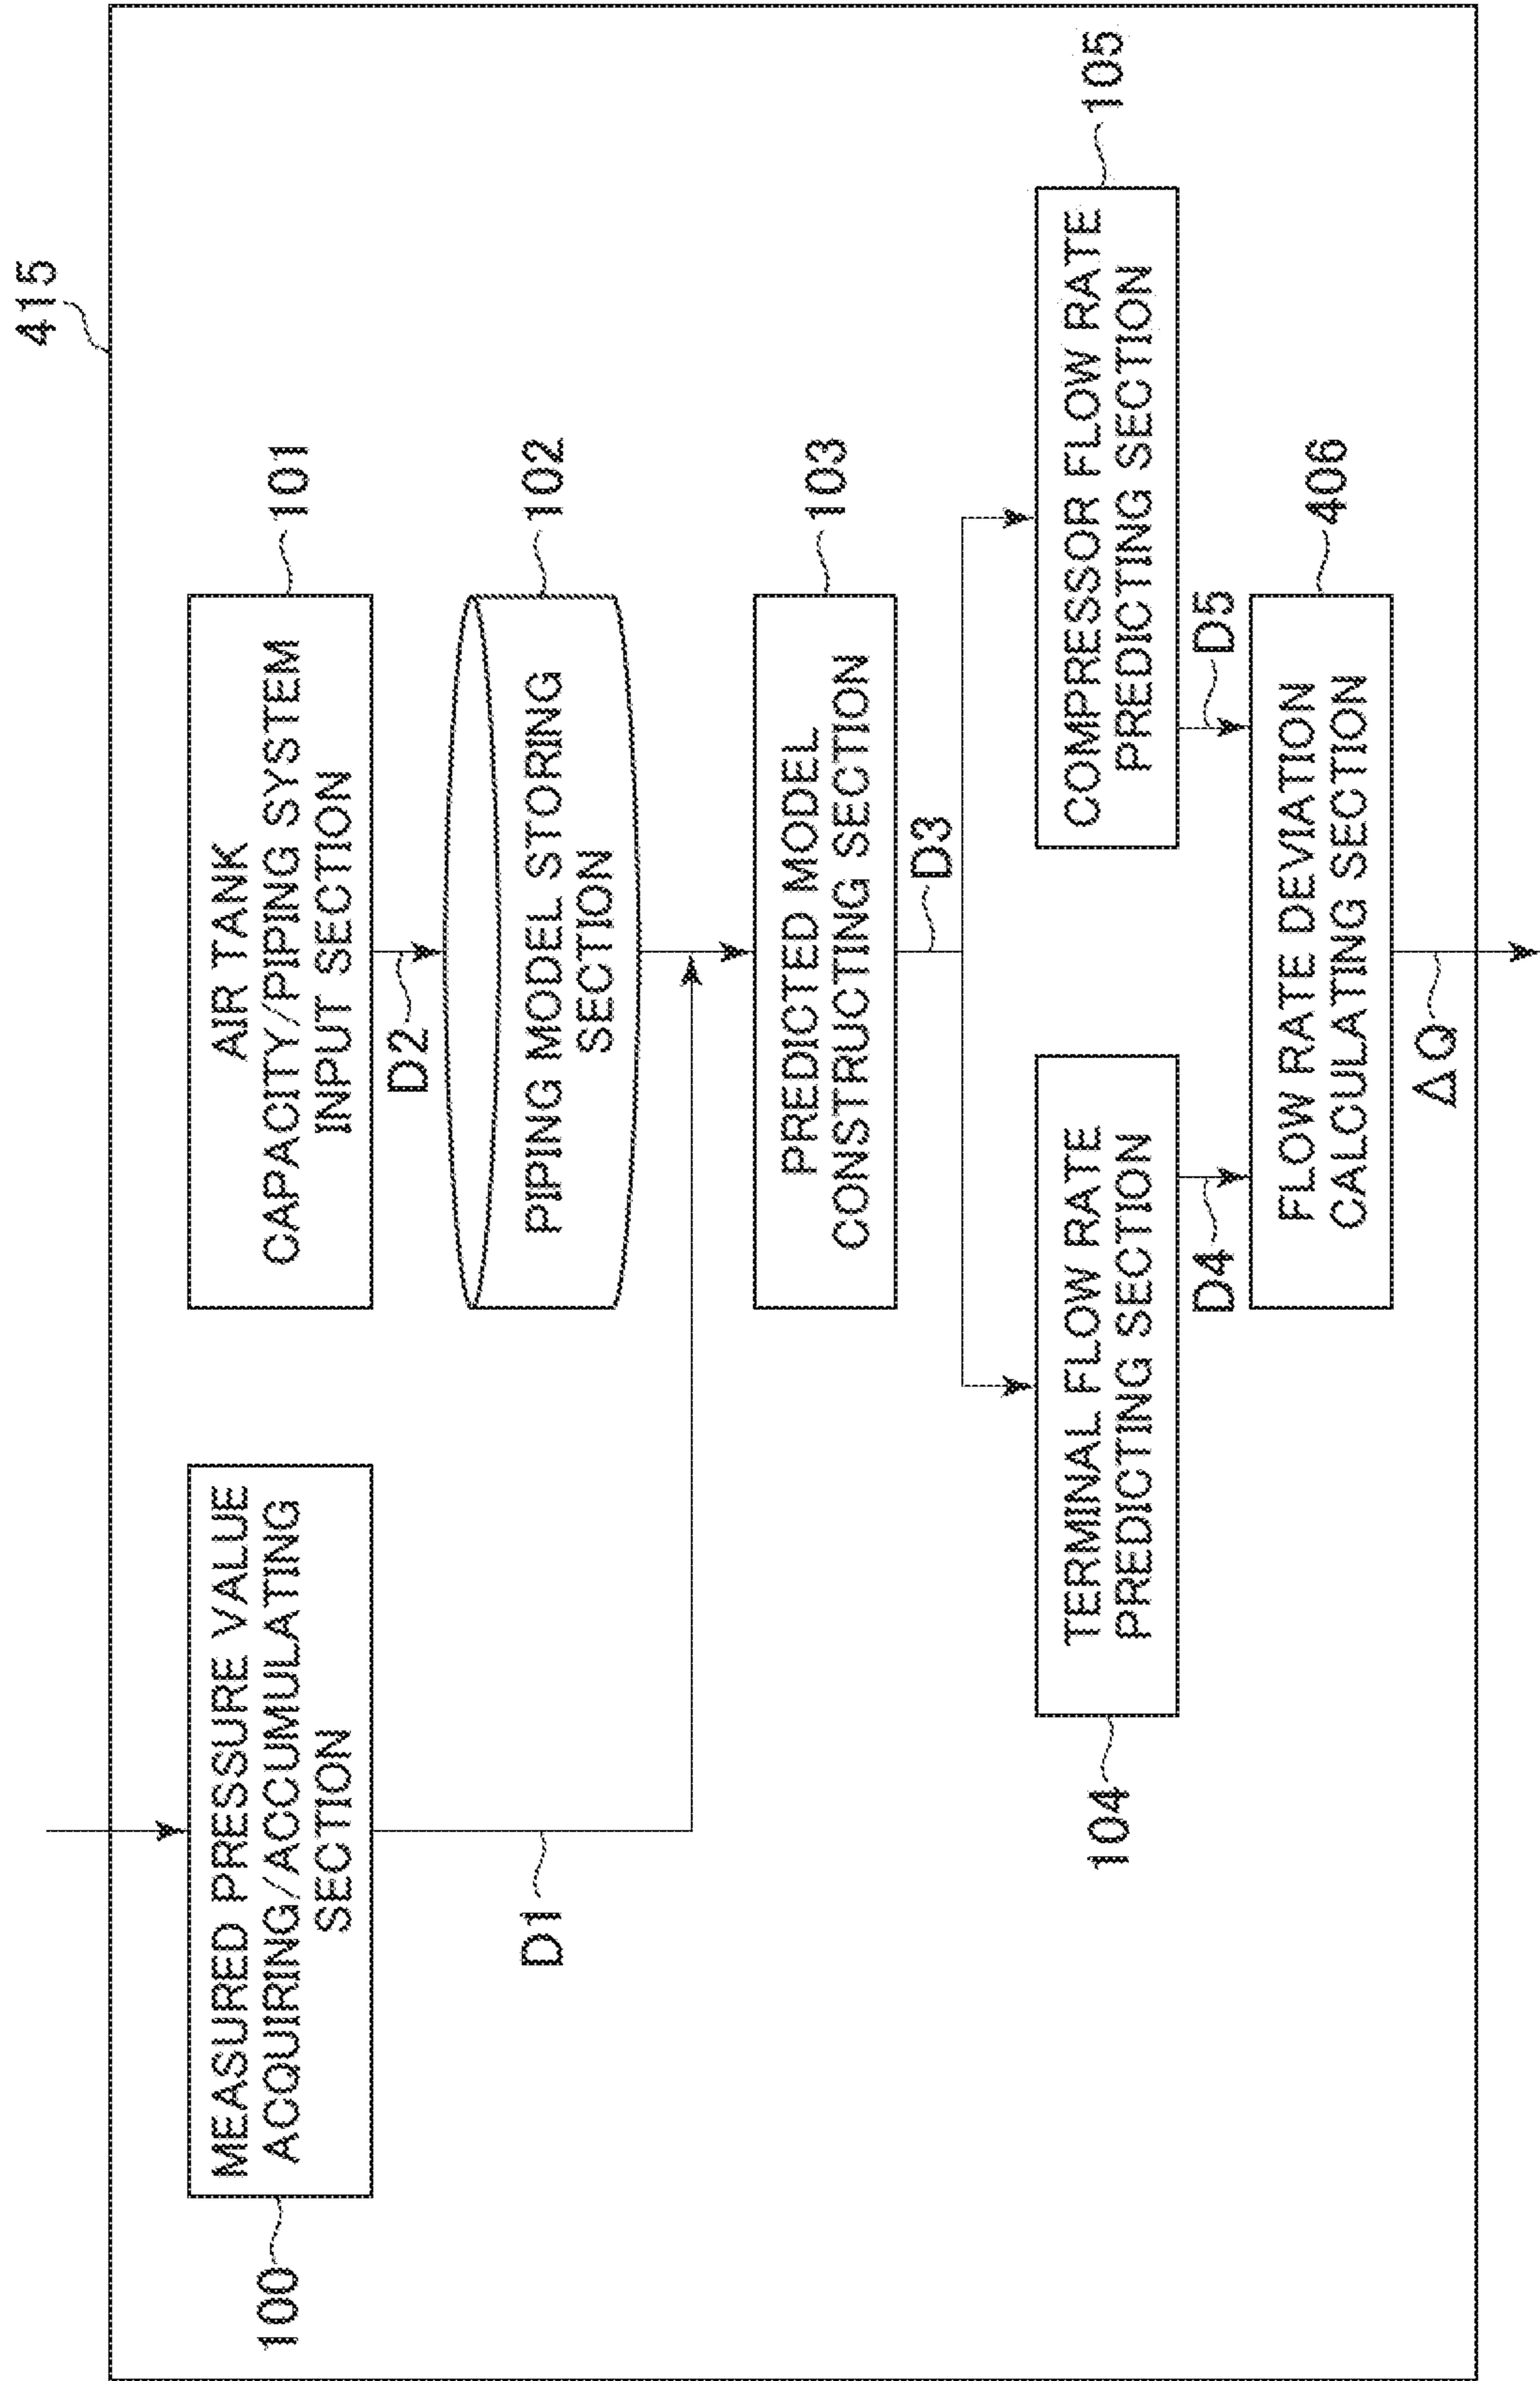 415
MEASURED PRESSURE VALUE
ACQUIRING/ACCUMULATING
SECTION
100
D1
AIR TANK
CAPACITY/PIPING SYSTEM
INPUT SECTION
101
D2
PIPING MODEL STORING
SECTION
102
PREDICTED MODEL
CONSTRUCTING SECTION
103
D3
TERMINAL FLOW RATE
PREDICTING SECTION
104
COMPRESSOR FLOW RATE
PREDICTING SECTION
105
D4
D5
FLOW RATE DEVIATION
CALCULATING SECTION
406
ΔQ